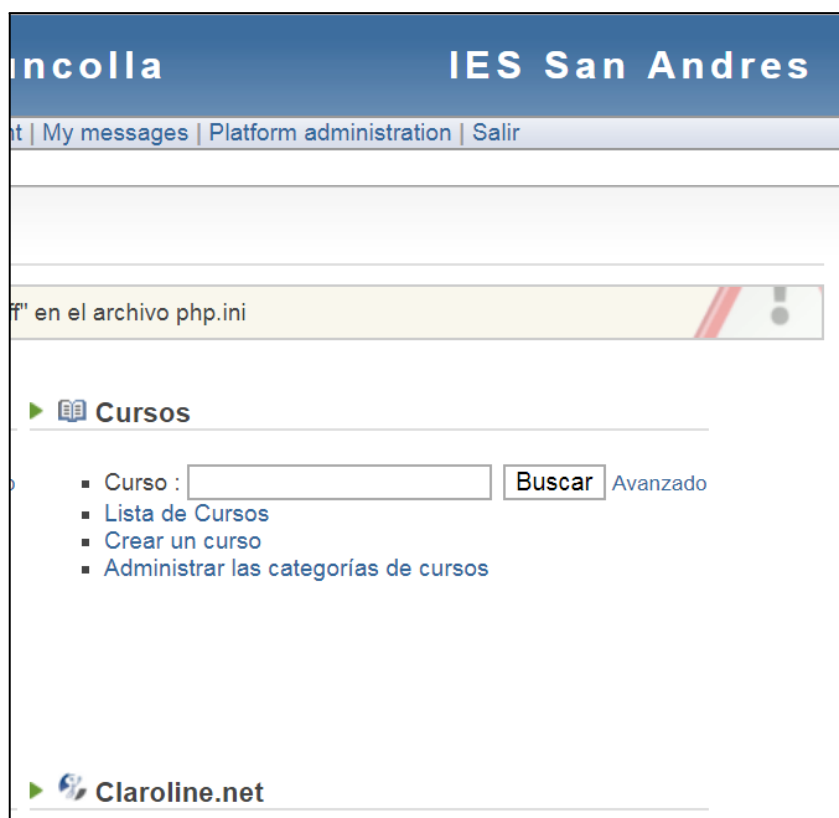 ncolla IES San Andres
nt | My messages | Platform administration | Salir
ff" en el archivo php.ini
Cursos
Curso : Buscar Avanzado
Lista de Cursos
Crear un curso
Administrar las categorías de cursos
Claroline.net